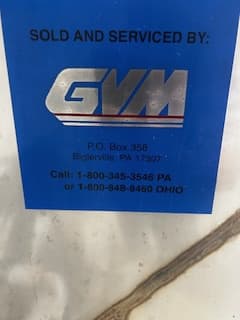 SOLD AND SERVICED BY:
GVM
P.O. Box 358
Biglerville, PA 17307
Call: 1-800-345-3546 PA
or 1-800-848-8460 OHIO